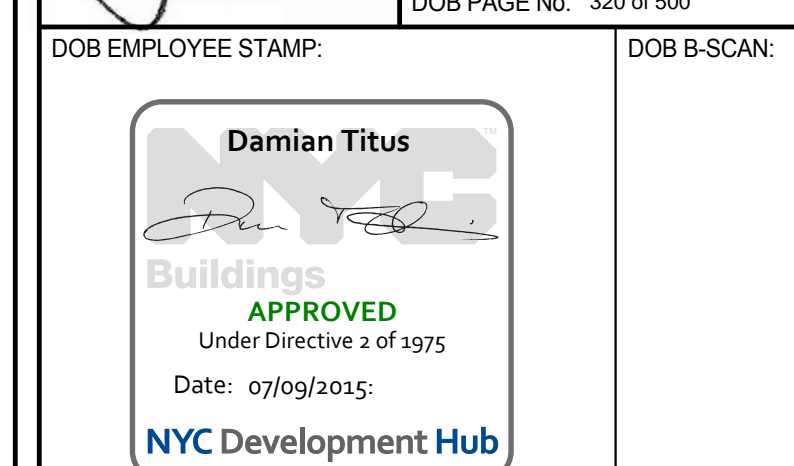 DOB PAGE No. 320 of 500
DOB EMPLOYEE STAMP:
DOB B-SCAN:
NYC™
Damian Titus
Buildings
APPROVED
Under Directive 2 of 1975
Date: 07/09/2015:
NYC Development Hub